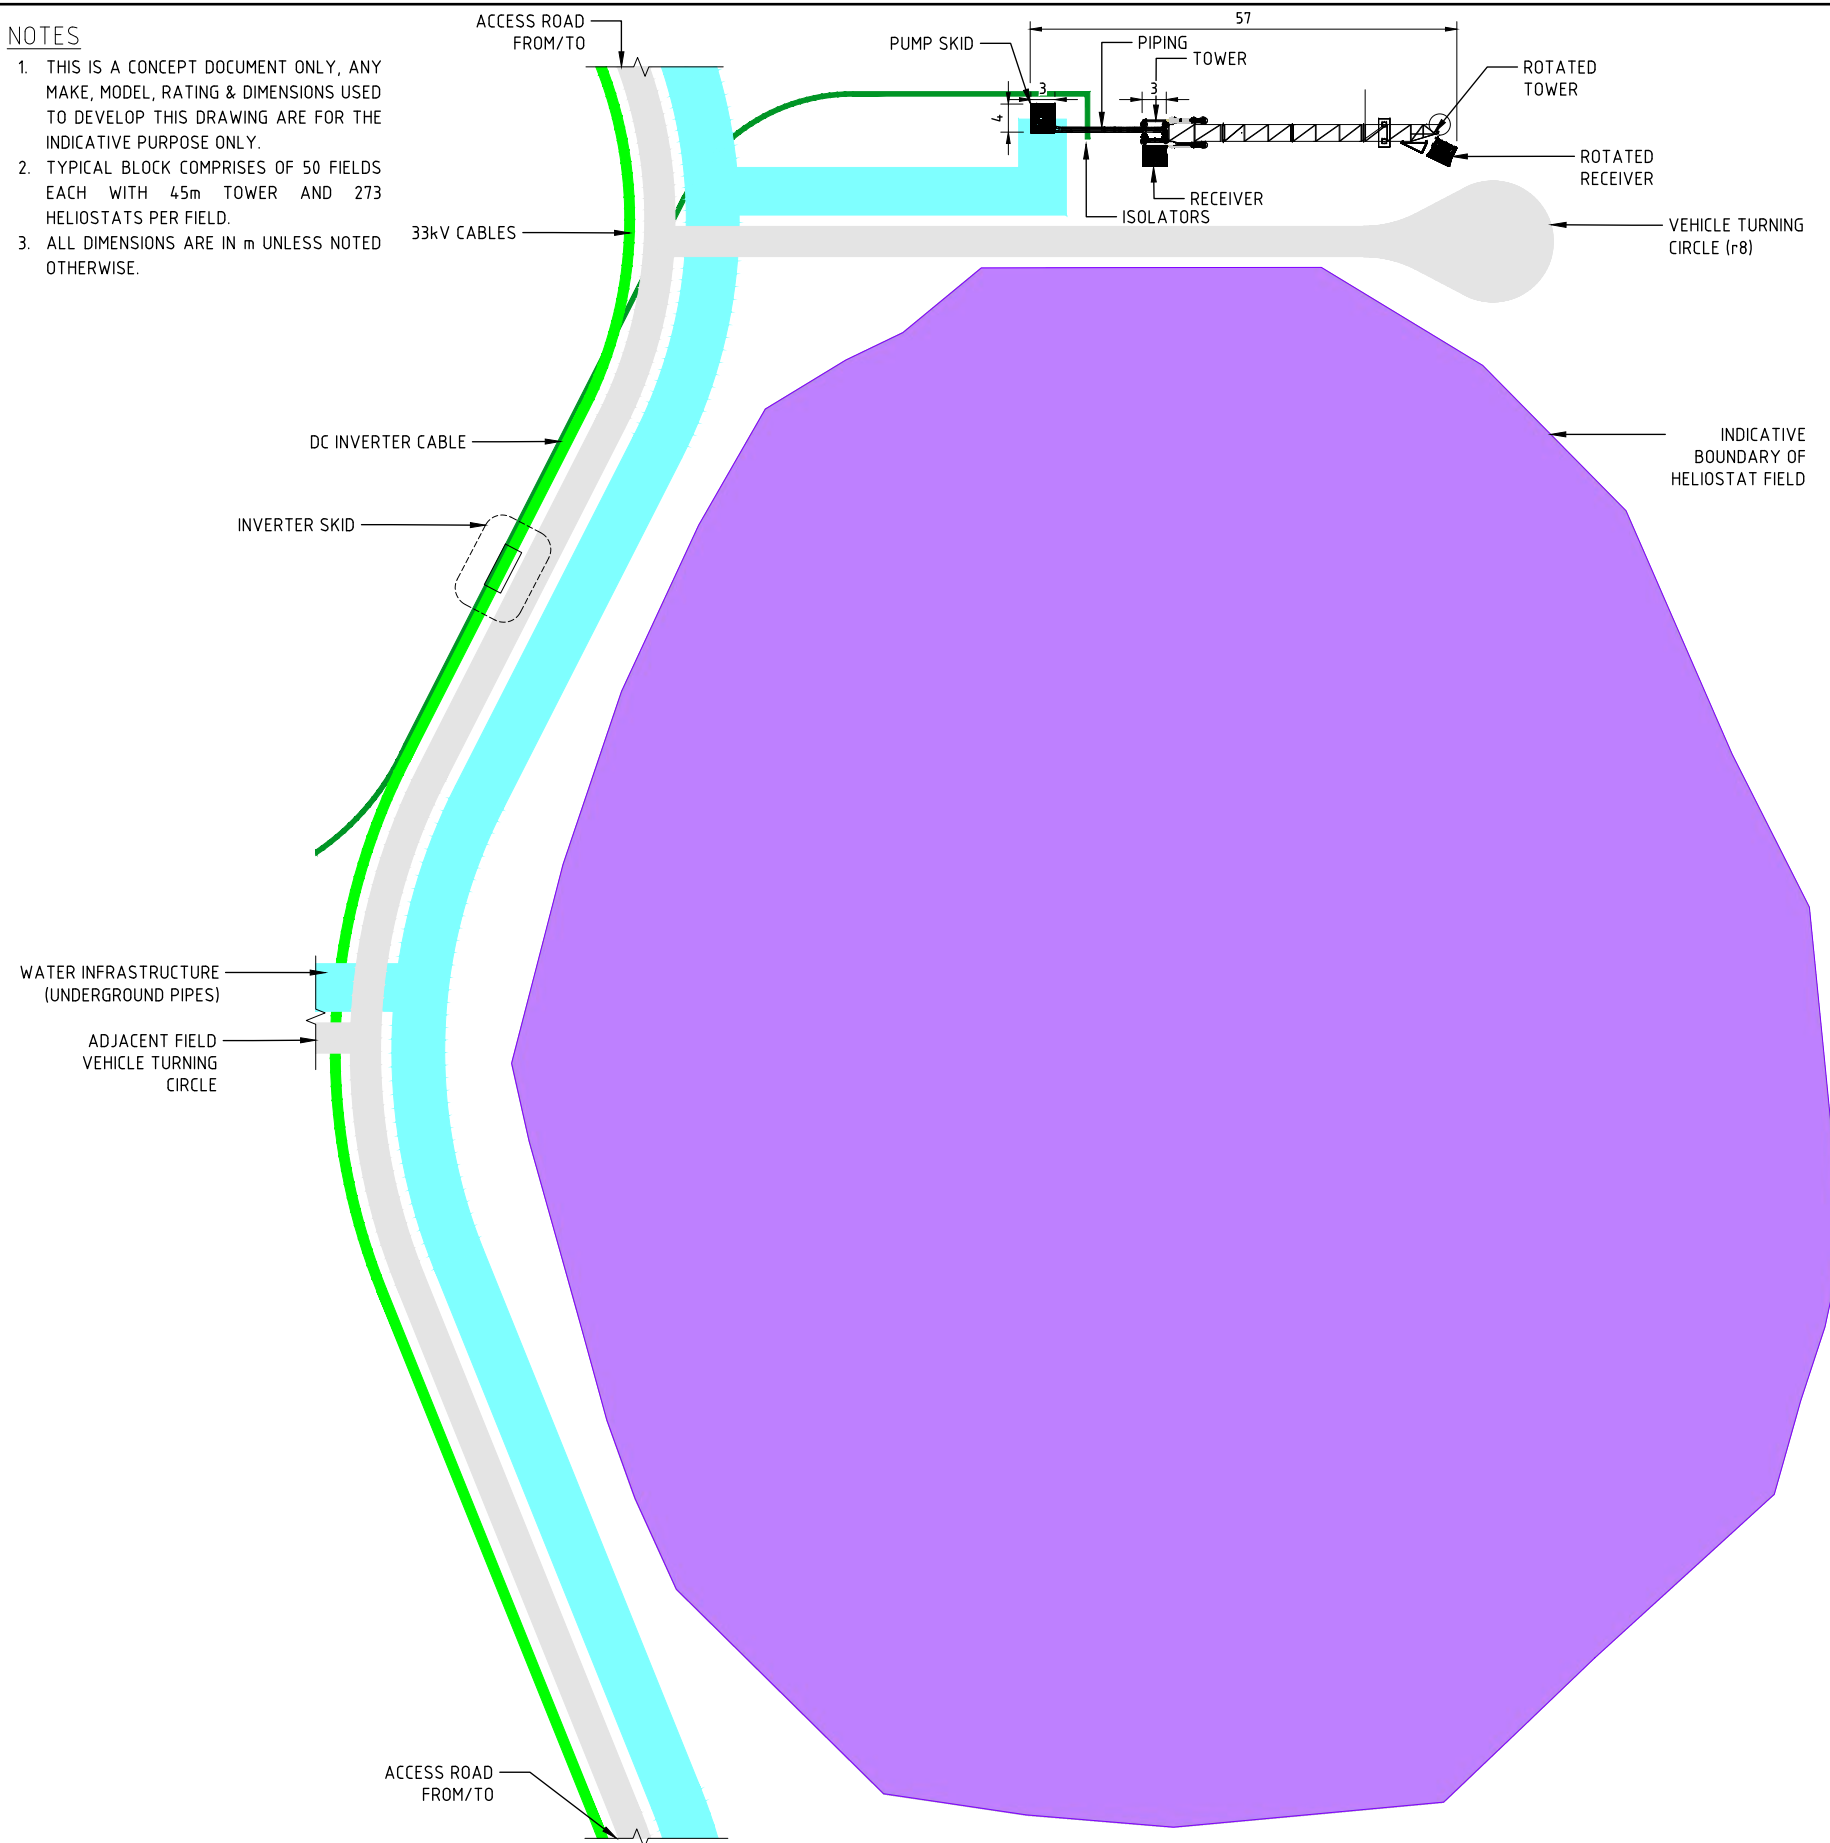 NOTES
1. THIS IS A CONCEPT DOCUMENT ONLY, ANY
MAKE, MODEL, RATING & DIMENSIONS USED
TO DEVELOP THIS DRAWING ARE FOR THE
INDICATIVE PURPOSE ONLY.
2. TYPICAL BLOCK COMPRISES OF 50 FIELDS
EACH WITH 45m TOWER AND 273
HELIOSTATS PER FIELD.
3. ALL DIMENSIONS ARE IN m UNLESS NOTED
OTHERWISE.
ACCESS ROAD
FROM/TO
57
PUMP SKID
PIPING
TOWER
ROTATED
TOWER
3
3
4
ROTATED
RECEIVER
RECEIVER
ISOLATORS
VEHICLE TURNING
CIRCLE (r8)
33kV CABLES
DC INVERTER CABLE
INDICATIVE
BOUNDARY OF
HELIOSTAT FIELD
INVERTER SKID
WATER INFRASTRUCTURE
(UNDERGROUND PIPES)
ADJACENT FIELD
VEHICLE TURNING
CIRCLE
ACCESS ROAD
FROM/TO